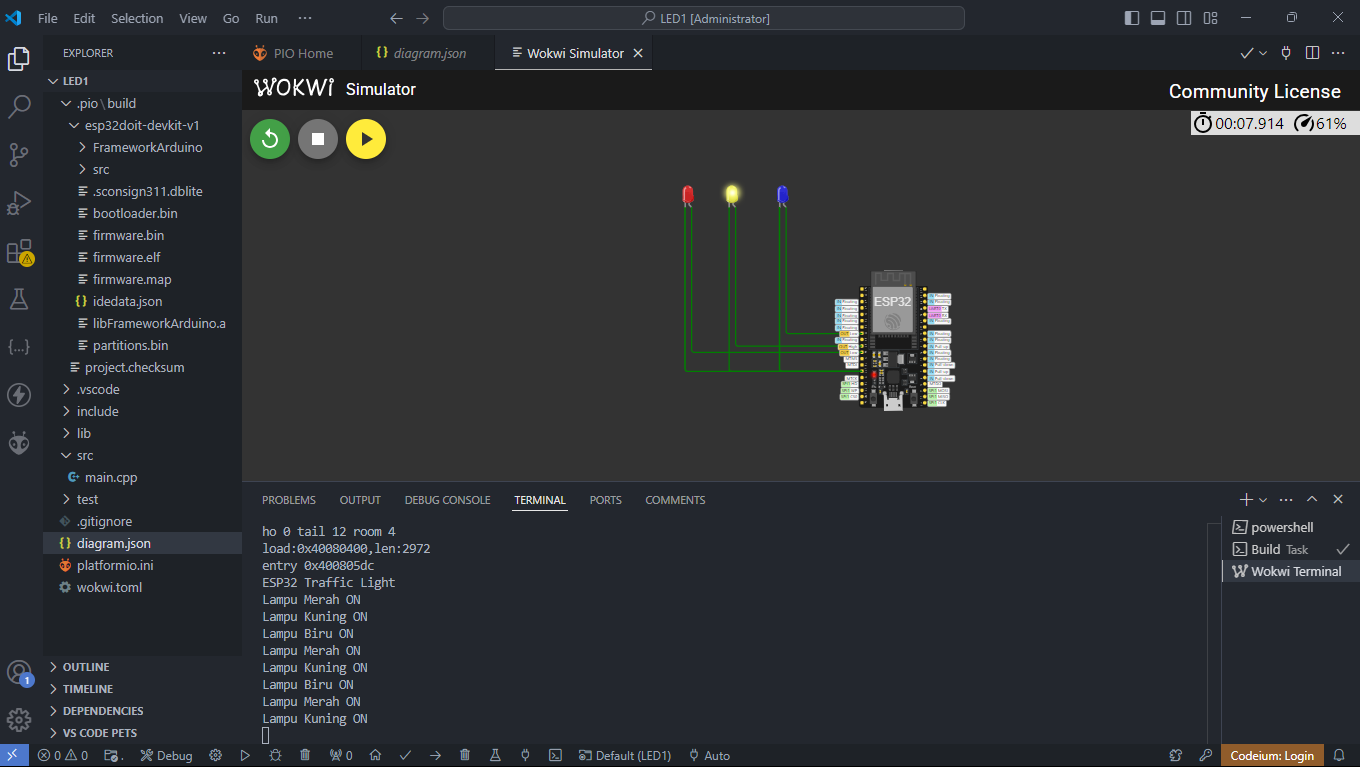 File Edit Selection View Go Run ··· LED1 [Administrator]
EXPLORER ···
PIO Home
diagram.json
Wokwi Simulator
LED1
.pio\build
esp32doit-devkit-v1
FrameworkArduino
src
.sconsign311.dblite
bootloader.bin
firmware.bin
firmware.elf
firmware.map
idedata.json
libFrameworkArduino.a
partitions.bin
project.checksum
.vscode
include
lib
src
main.cpp
test
.gitignore
diagram.json
platformio.ini
wokwi.toml
OUTLINE
TIMELINE
DEPENDENCIES
VS CODE PETS
WOKWI Simulator
Community License
00:07.914 61%
ESP32
PROBLEMS OUTPUT DEBUG CONSOLE TERMINAL PORTS COMMENTS
ho 0 tail 12 room 4
load:0x40080400,len:2972
entry 0x400805dc
ESP32 Traffic Light
Lampu Merah ON
Lampu Kuning ON
Lampu Biru ON
Lampu Merah ON
Lampu Kuning ON
Lampu Biru ON
Lampu Merah ON
Lampu Kuning ON
powershell
Build Task
Wokwi Terminal
1
0 0 Debug 0 Default (LED1) Auto Codeium: Login